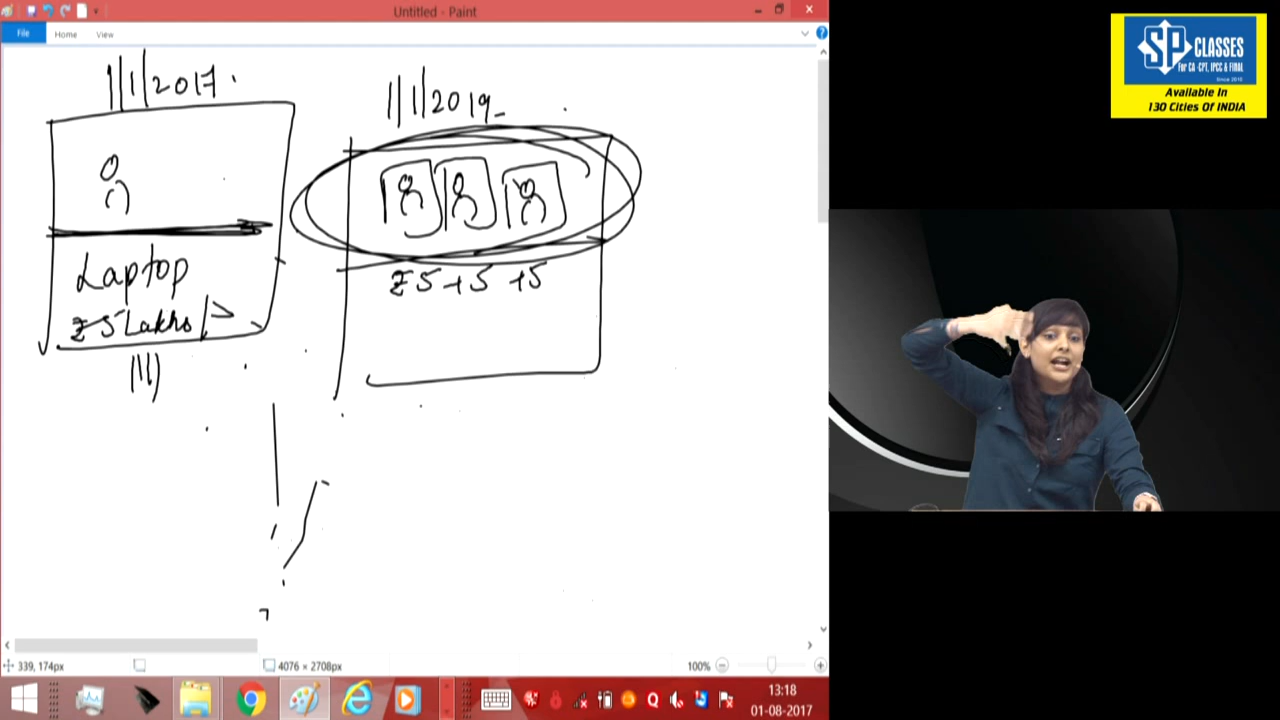 Untitled - Paint
File Home View
1/1/2017.
1/1/2019
Laptop
₹5 Lakhs/-
₹5 +5 +5
339, 174px
4076 × 2708px
100%
13:18
01-08-2017
SP CLASSES
For CA -CPT, IPCC & FINAL
Since 2010
Available In
130 Cities Of INDIA